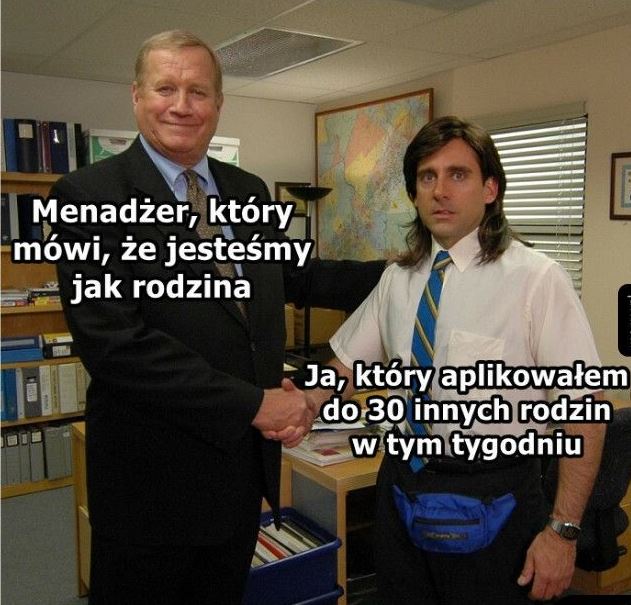 Menadżer, który
mówi, że jesteśmy
jak rodzina
Ja, który aplikowałem
do 30 innych rodzin
w tym tygodniu